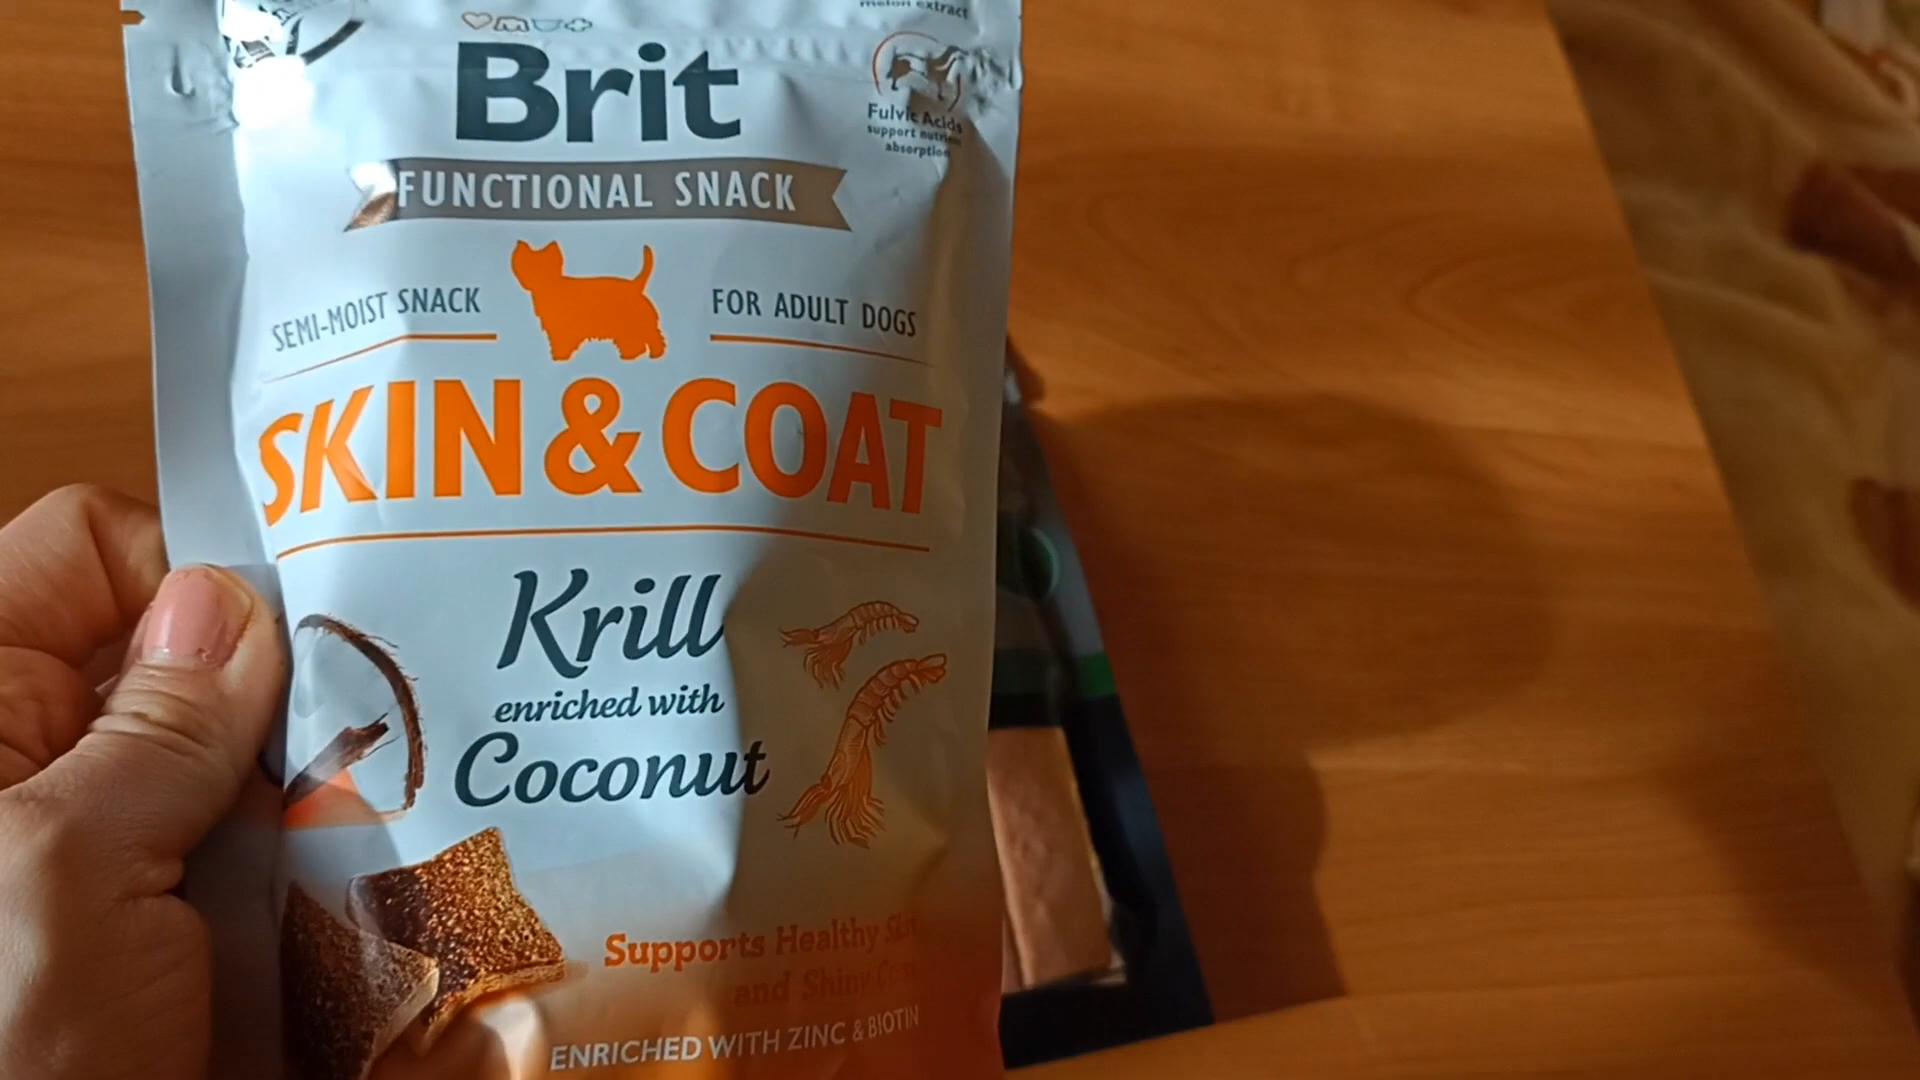 melon extract
Brit
Fulvic Acids
support
absorption
FUNCTIONAL SNACK
SEMI-MOIST SNACK
FOR ADULT DOGS
SKIN & COAT
Krill
enriched with
Coconut
Supports Healthy
and Shiny
ENRICHED WITH ZINC & BIOTIN